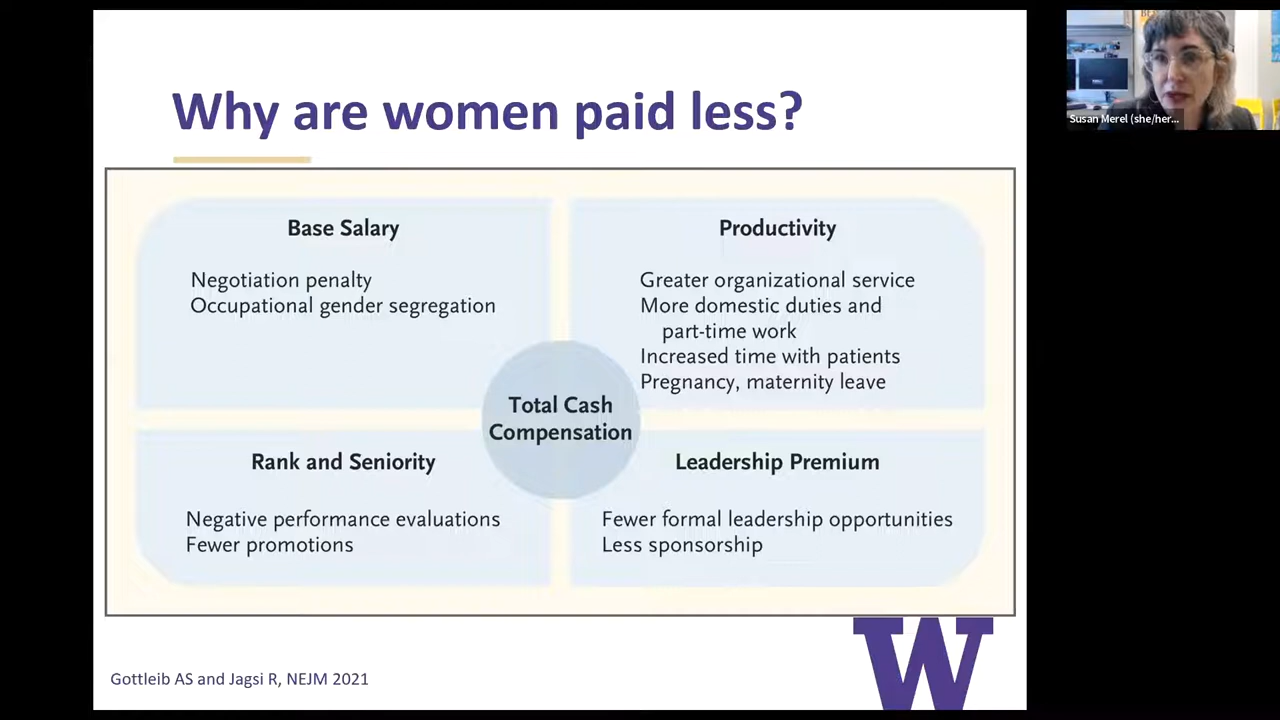 Why are women paid less?
Base Salary
Negotiation penalty
Occupational gender segregation
Productivity
Greater organizational service
More domestic duties and
part-time work
Increased time with patients
Pregnancy, maternity leave
Total Cash
Compensation
Rank and Seniority
Negative performance evaluations
Fewer promotions
Leadership Premium
Fewer formal leadership opportunities
Less sponsorship
Gottleib AS and Jagsi R, NEJM 2021
W
Susan Merel (she/her...